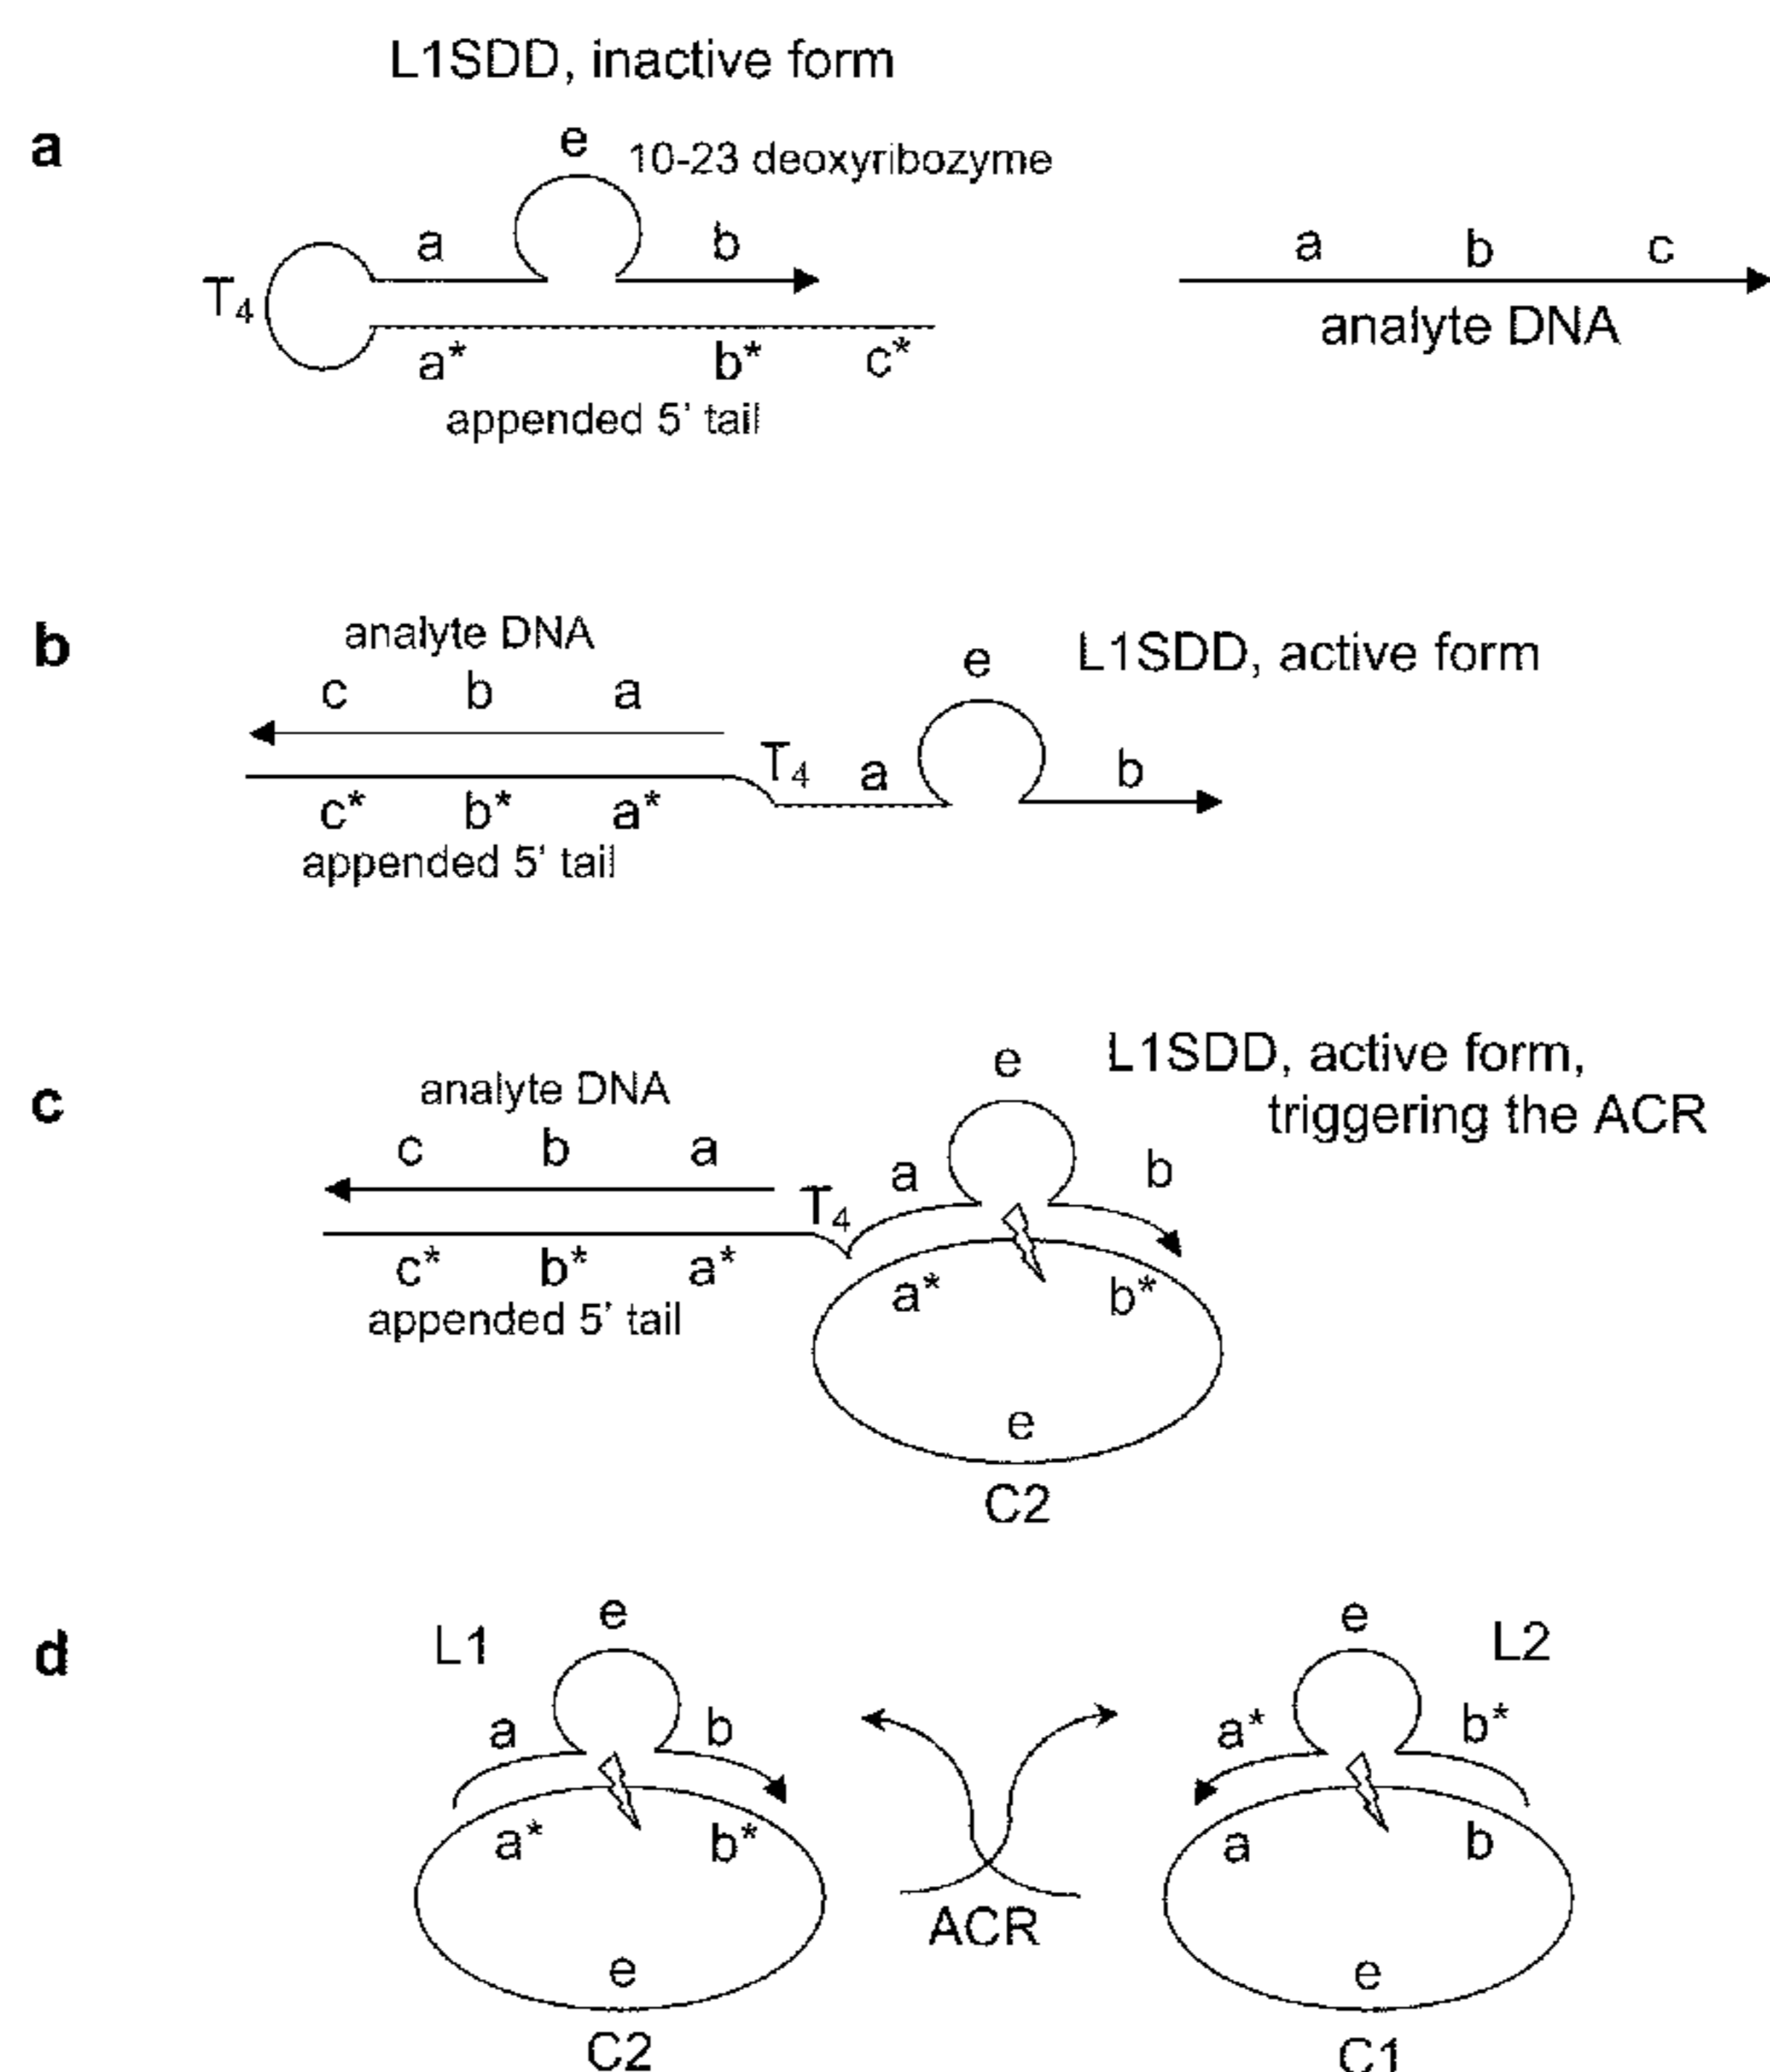 L1SDD, inactive form
a
e
10-23 deoxyribozyme
a
b
T4
a*
b*
c*
appended 5' tail
a b c
analyte DNA
b
analyte DNA
c b a
T4
c* b* a*
appended 5' tail
e
L1SDD, active form
a
b
c
analyte DNA
c b a
T4
c* b* a*
appended 5' tail
e
L1SDD, active form,
triggering the ACR
a
b
a*
b*
e
C2
d
L1
e
a
b
a*
b*
e
C2
ACR
e
L2
a*
b*
a
b
e
C1